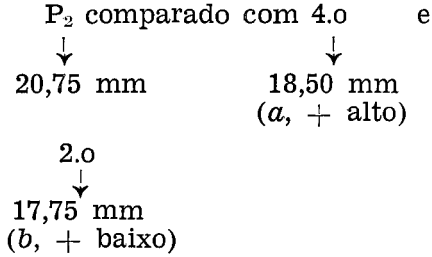 P₂ comparado com 4.o e
↓ ↓
20,75 mm 18,50 mm
(a, + alto)
2.o
↓
17,75 mm
(b, + baixo)